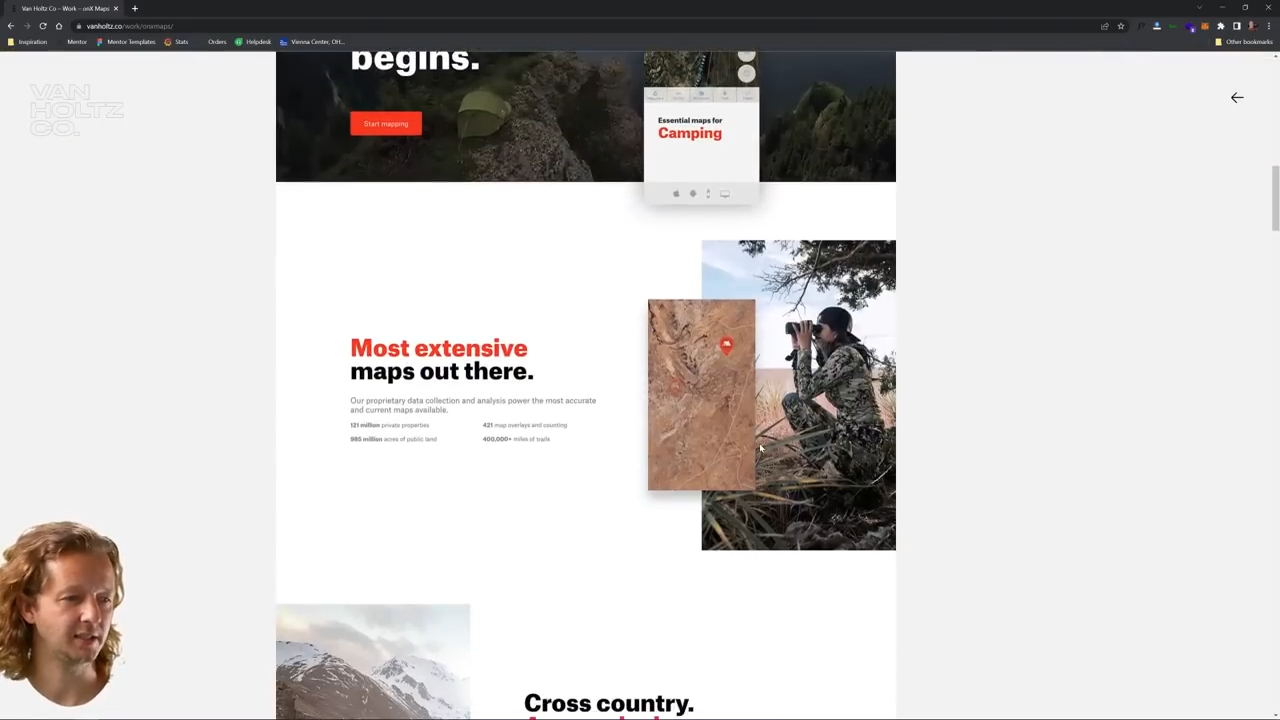 Van Holtz Co – Work – onX Maps
vanholtz.co/work/onxmaps/
Inspiration
Mentor
Mentor Templates
Stats
Orders
Helpdesk
Vienna Center, OH...
Other bookmarks
VAN
HOLTZ
CO.
begins.
Start mapping
Essential maps for
Camping
Most extensive
maps out there.
Our proprietary data collection and analysis power the most accurate
and current maps available.
121 million private properties
421 map overlays and counting
985 million acres of public land
400,000+ miles of trails
Cross country.